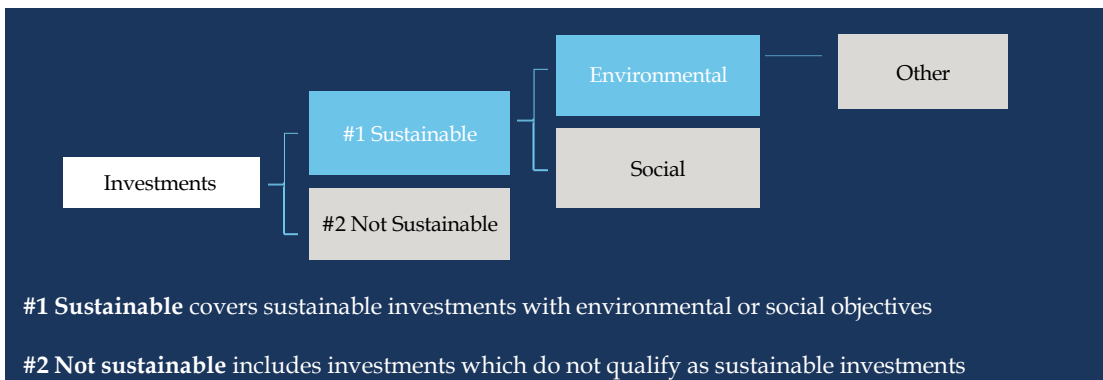 Environmental
Other
#1 Sustainable
Social
Investments
#2 Not Sustainable
#1 Sustainable covers sustainable investments with environmental or social objectives
#2 Not sustainable includes investments which do not qualify as sustainable investments